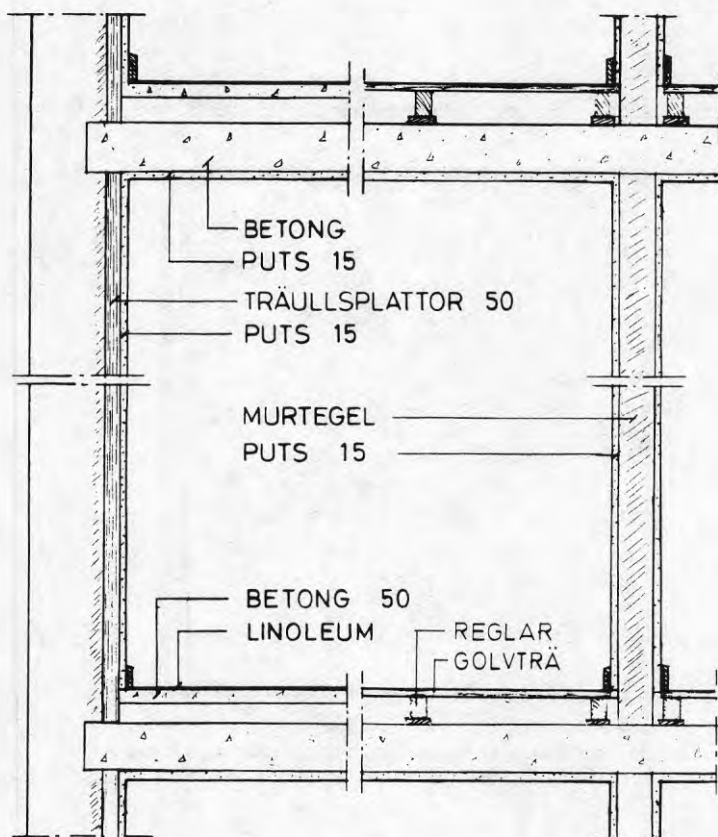 BETONG
PUTS 15
TRÄULLSPLATTOR 50
PUTS 15
MURTEGEL
PUTS 15
BETONG 50
LINOLEUM
REGLAR
GOLVTRÄ